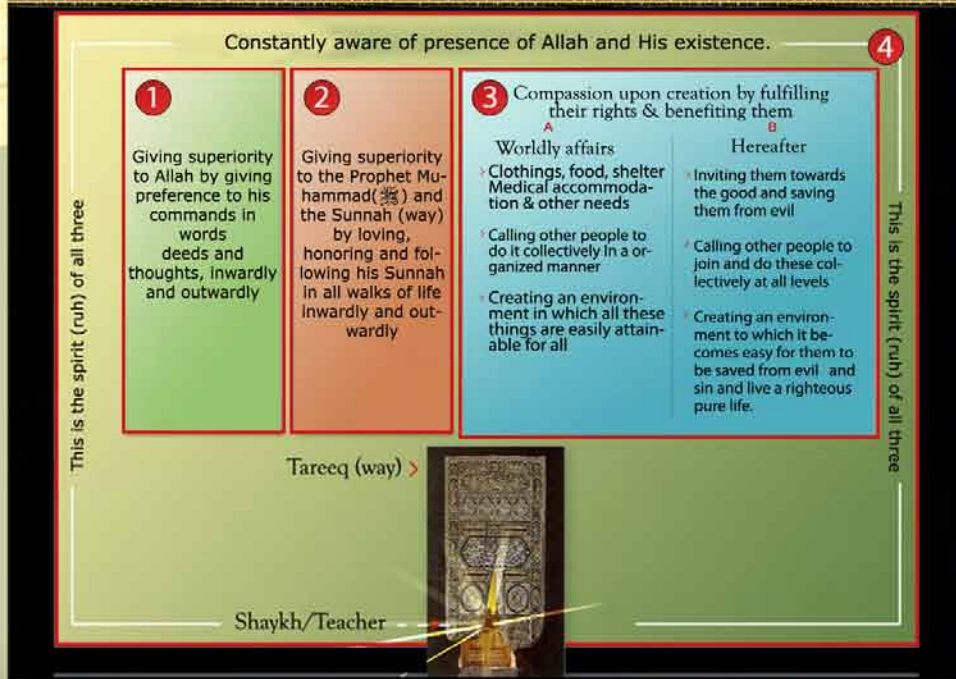 Constantly aware of presence of Allah and His existence.
4
This is the spirit (ruh) of all three
1
Giving superiority
to Allah by giving
preference to his
commands in
words
deeds and
thoughts, inwardly
and outwardly
2
Giving superiority
to the Prophet Mu-
hammad(ﷺ) and
the Sunnah (way)
by loving,
honoring and fol-
lowing his Sunnah
in all walks of life
inwardly and out-
wardly
3
Compassion upon creation by fulfilling
their rights & benefiting them
A
Worldly affairs
Clothings, food, shelter
Medical accommoda-
tion & other needs
Calling other people to
do it collectively in a or-
ganized manner
Creating an environ-
ment in which all these
things are easily attain-
able for all
B
Hereafter
Inviting them towards
the good and saving
them from evil
Calling other people to
join and do these col-
lectively at all levels
Creating an environ-
ment to which it be-
comes easy for them to
be saved from evil and
sin and live a righteous
pure life.
This is the spirit (ruh) of all three
Tareeq (way) >
Shaykh/Teacher